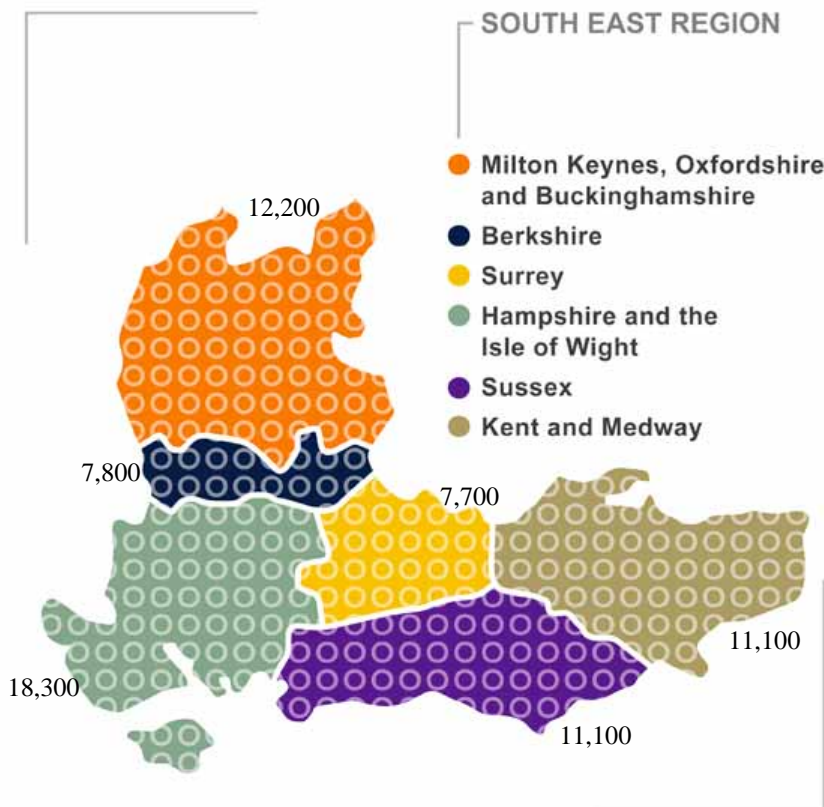 SOUTH EAST REGION
Milton Keynes, Oxfordshire
and Buckinghamshire
Berkshire
Surrey
Hampshire and the
Isle of Wight
Sussex
Kent and Medway
12,200
7,800
7,700
11,100
18,300
11,100